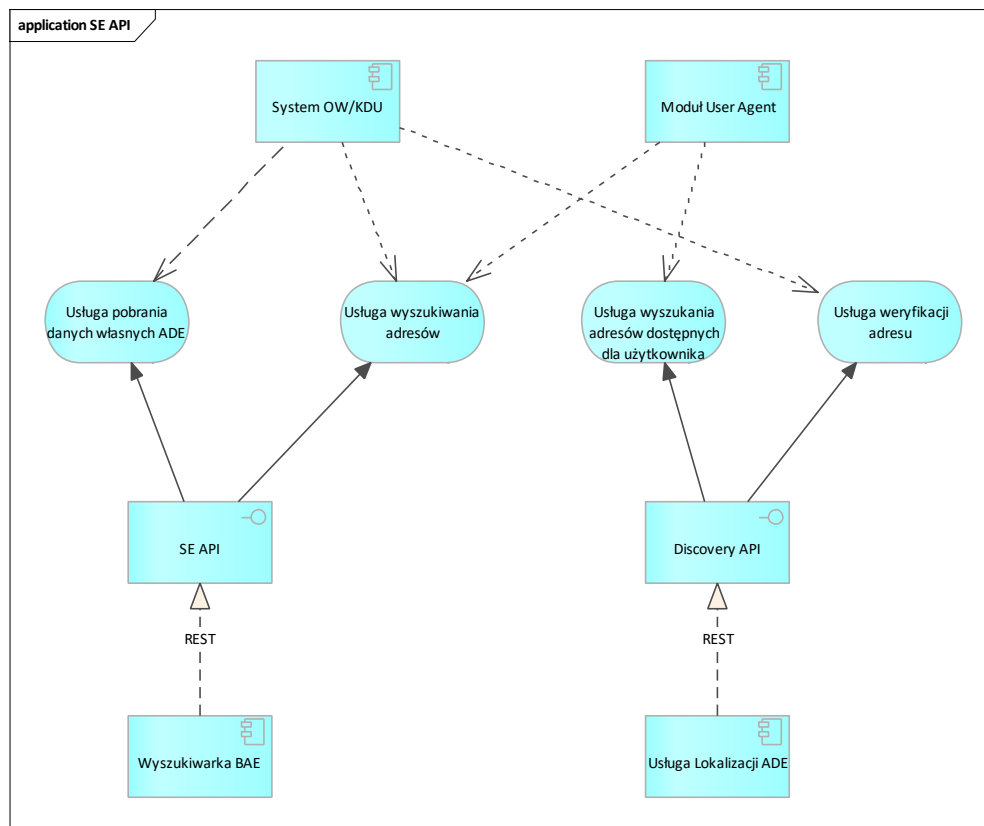 application SE API
System OW/KDU
Moduł User Agent
Usługa pobrania
danych własnych ADE
Usługa wyszukiwania
adresów
Usługa wyszukania
adresów dostępnych
dla użytkownika
Usługa weryfikacji
adresu
SE API
Discovery API
REST
REST
Wyszukiwarka BAE
Usługa Lokalizacji ADE